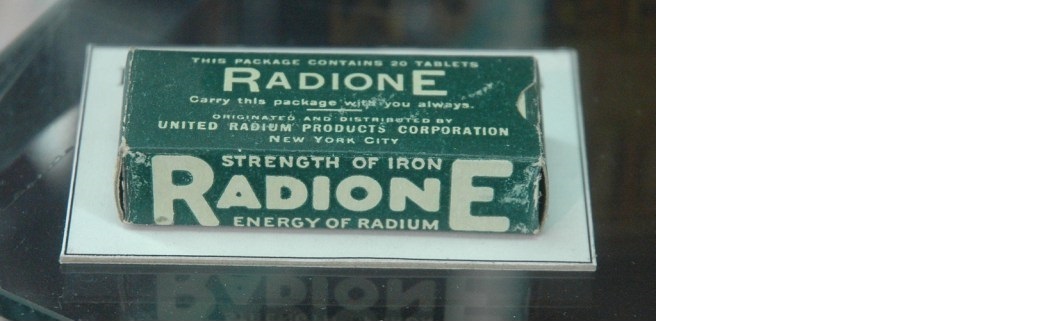 THIS PACKAGE CONTAINS 20 TABLETS
RADIONE
Carry this package with you always.
ORIGINATED AND DISTRIBUTED BY
UNITED RADIUM PRODUCTS CORPORATION
NEW YORK CITY
STRENGTH OF IRON
RADIONE
ENERGY OF RADIUM